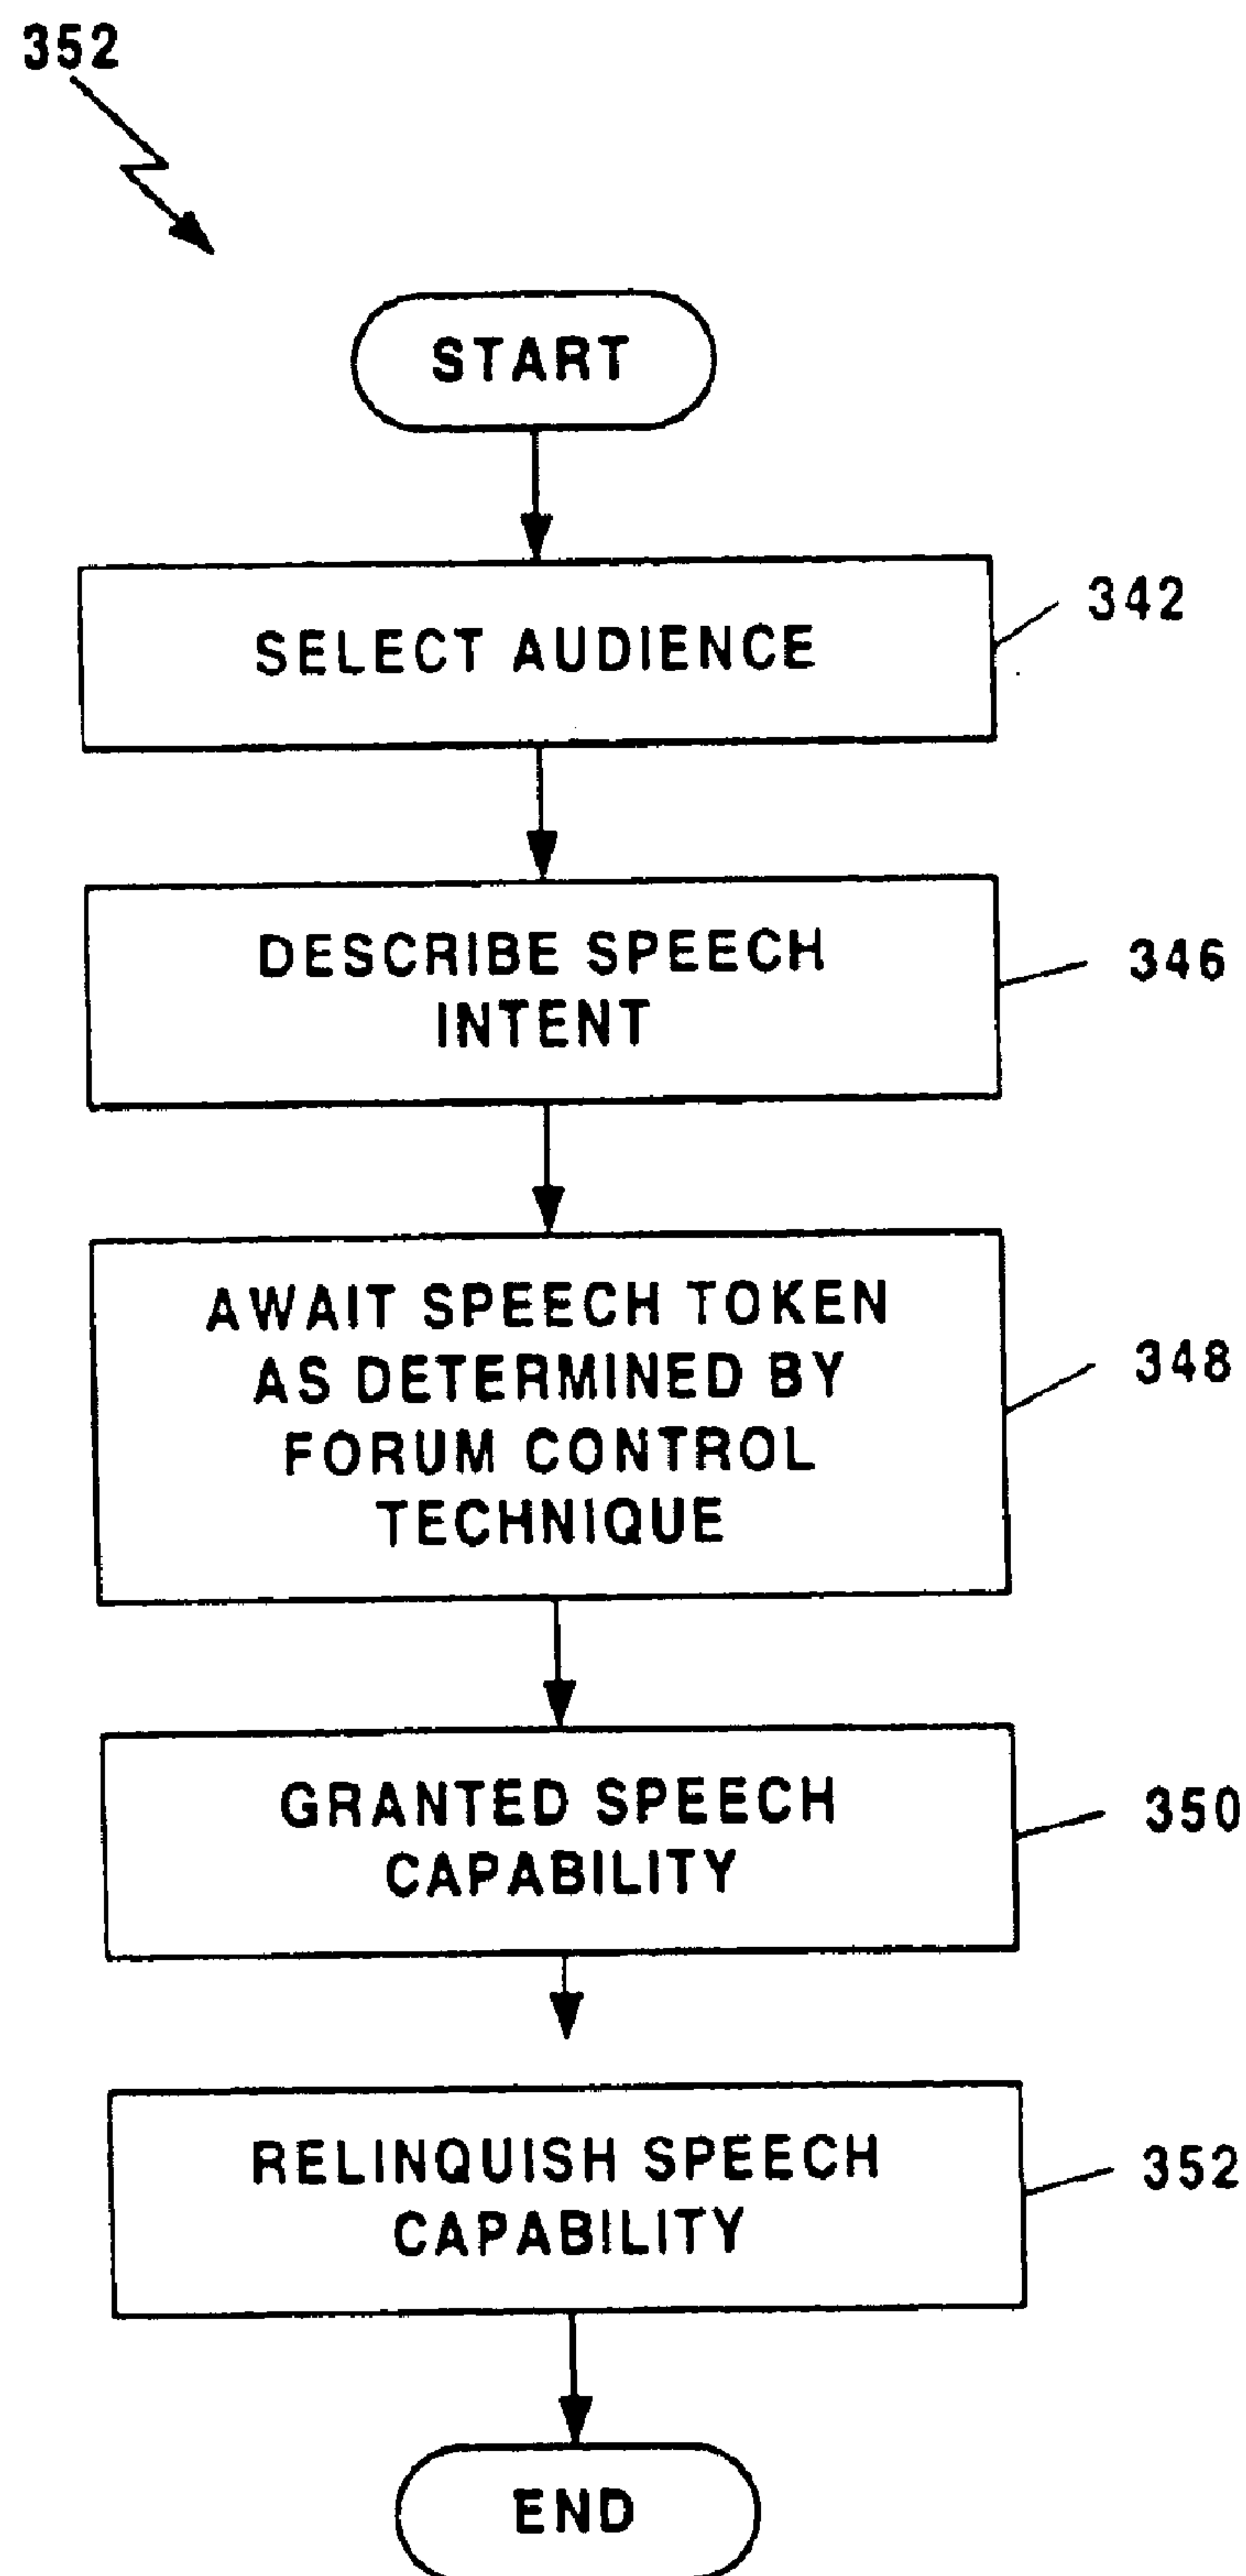 352
START
SELECT AUDIENCE
342
DESCRIBE SPEECH
INTENT
346
AWAIT SPEECH TOKEN
AS DETERMINED BY
FORUM CONTROL
TECHNIQUE
348
GRANTED SPEECH
CAPABILITY
350
RELINQUISH SPEECH
CAPABILITY
352
END